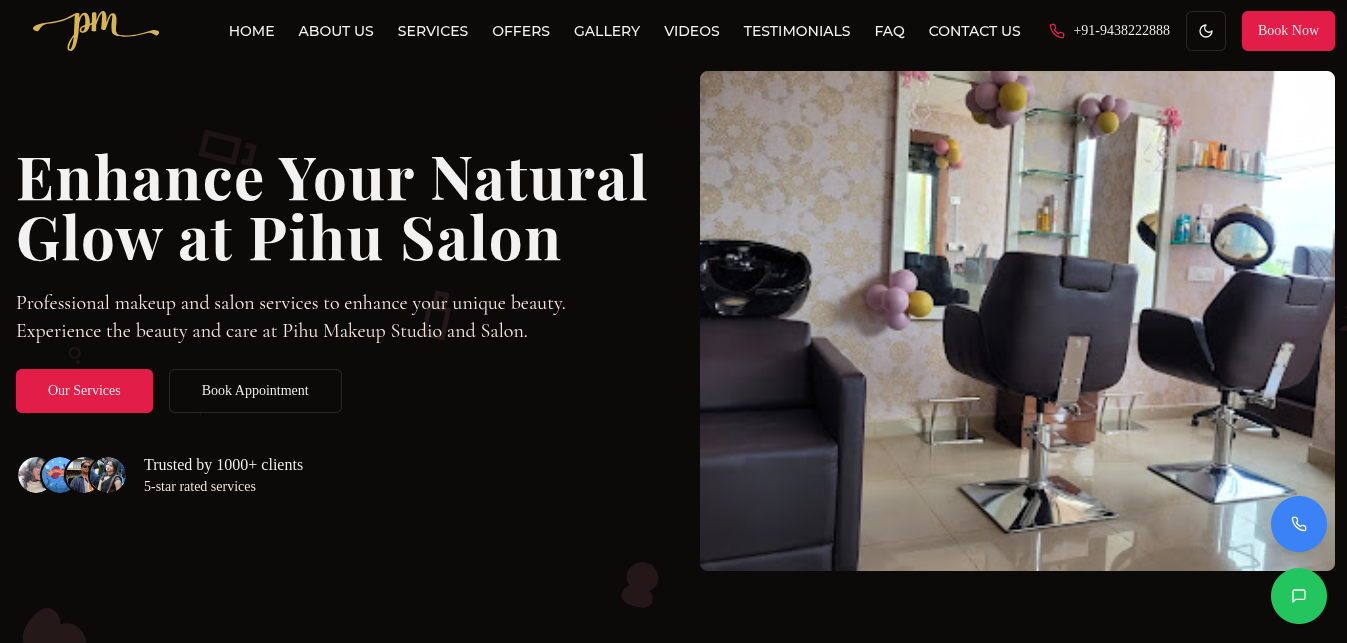 pm
HOME ABOUT US SERVICES OFFERS GALLERY VIDEOS TESTIMONIALS FAQ CONTACT US +91-9438222888 Book Now
Enhance Your Natural
Glow at Pihu Salon
Professional makeup and salon services to enhance your unique beauty.
Experience the beauty and care at Pihu Makeup Studio and Salon.
Our Services Book Appointment
Trusted by 1000+ clients
5-star rated services